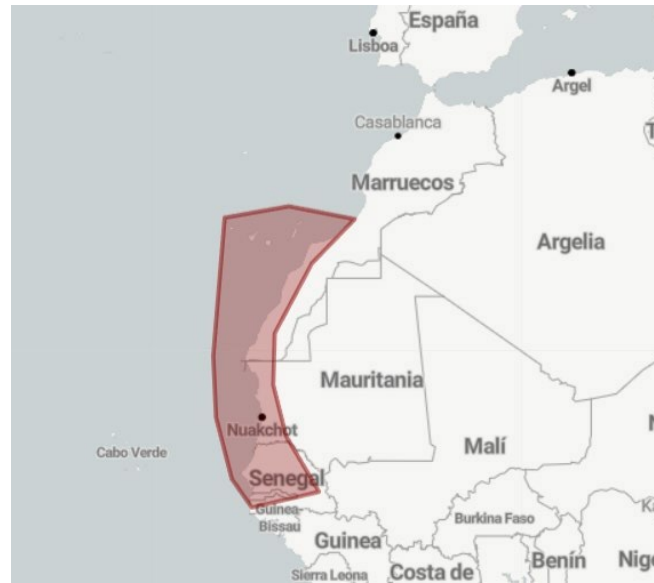 España
Lisboa
Argel
Casablanca
T
Marruecos
Argelia
Mauritania
Nuakchot
Cabo Verde
Malí
Senegal
Guinea-
Bissau
Burkina Faso
Guinea
Benín
Nige
Sierra Leona
Costa de